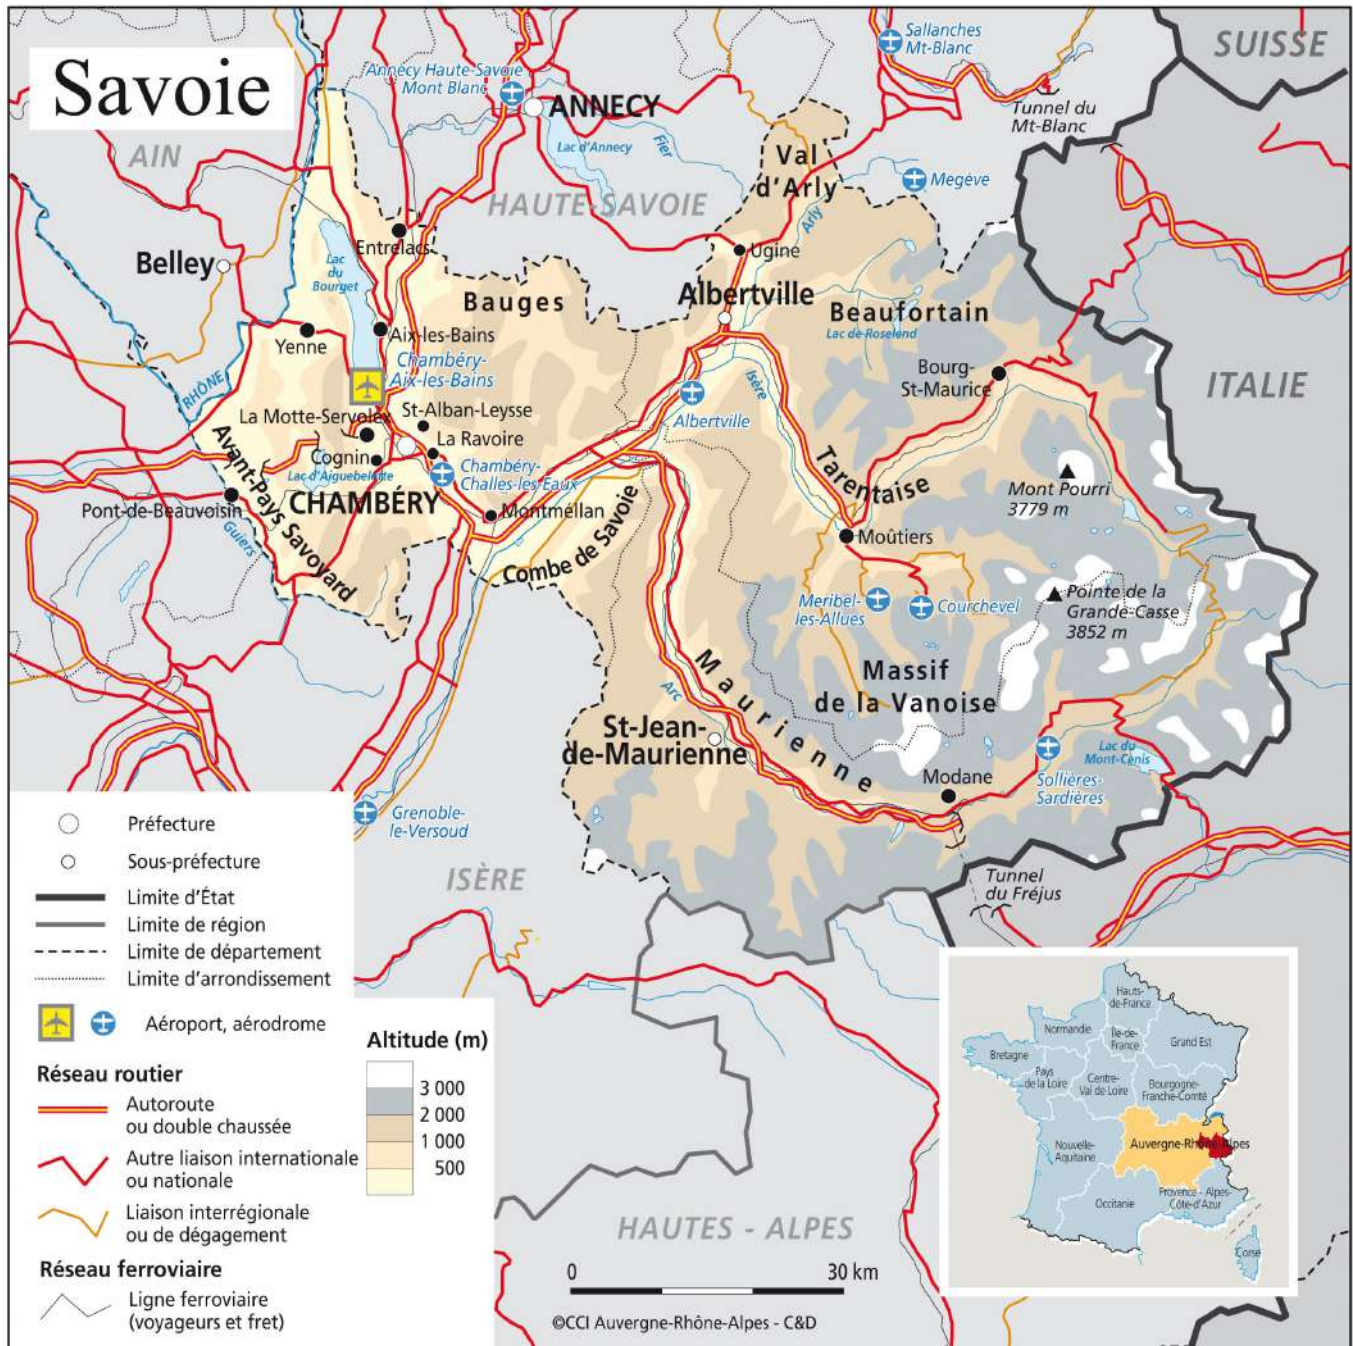 Savoie
SUISSE
Sallanches
Mt-Blanc
Annecy Haute-Savoie
Mont Blanc
ANNECY
Tunnel du
Mt-Blanc
AIN
Lac d'Annecy
Fier
Val
d'Arly
Megève
HAUTE-SAVOIE
Arly
Entrelacs
Ugine
Belley
Lac
du
Bourget
Bauges
Albertville
Beaufortain
Lac de Roselend
Yenne
Aix-les-Bains
Chambéry-
Aix-les-Bains
Bourg-
St-Maurice
ITALIE
RHÔNE
Isère
Albertville
La Motte-Servolex
St-Alban-Leysse
La Ravoire
Cognin
Lac d'Aiguebelette
Chambéry-
Challes-les-Eaux
Tarentaise
Mont Pourri
3779 m
Avant-Pays Savoyard
Pont-de-Beauvoisin
CHAMBÉRY
Montméllan
Guiers
Moûtiers
Combe de Savoie
Meribel-
les-Allues
Courchevel
Pointe de la
Grande-Casse
3852 m
Massif
de la Vanoise
Maurienne
Arc
St-Jean-
de-Maurienne
Modane
Sollières-
Sardières
Lac du
Mont-Cenis
Grenoble-
le-Versoud
ISÈRE
Tunnel
du Fréjus
HAUTES - ALPES
Préfecture
Sous-préfecture
Limite d'État
Limite de région
Limite de département
Limite d'arrondissement
Aéroport, aérodrome
Réseau routier
Autoroute
ou double chaussée
Autre liaison internationale
ou nationale
Liaison interrégionale
ou de dégagement
Réseau ferroviaire
Ligne ferroviaire
(voyageurs et fret)
Altitude (m)
3 000
2 000
1 000
500
0 30 km
©CCI Auvergne-Rhône-Alpes - C&D
Hauts-
de-France
Normandie
Île-de-
France
Grand Est
Bretagne
Pays
de la Loire
Centre-
Val de Loire
Bourgogne-
Franche-Comté
Auvergne-Rhône-Alpes
Nouvelle-
Aquitaine
Occitanie
Provence - Alpes-
Côte-d'Azur
Corse